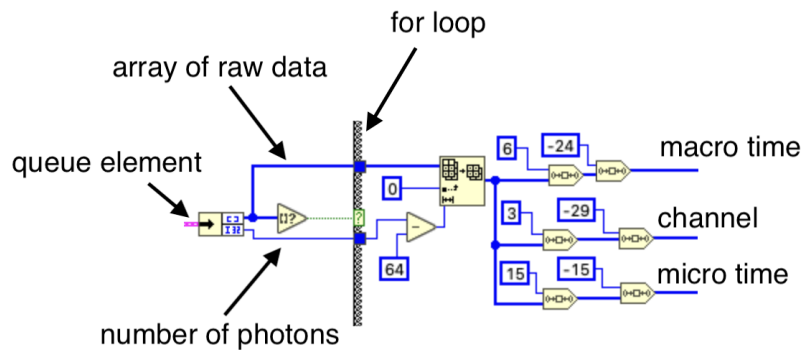 for loop
array of raw data
queue element
number of photons
[]?
?
I32
0
64
−
6
-24
macro time
3
-29
channel
15
-15
micro time